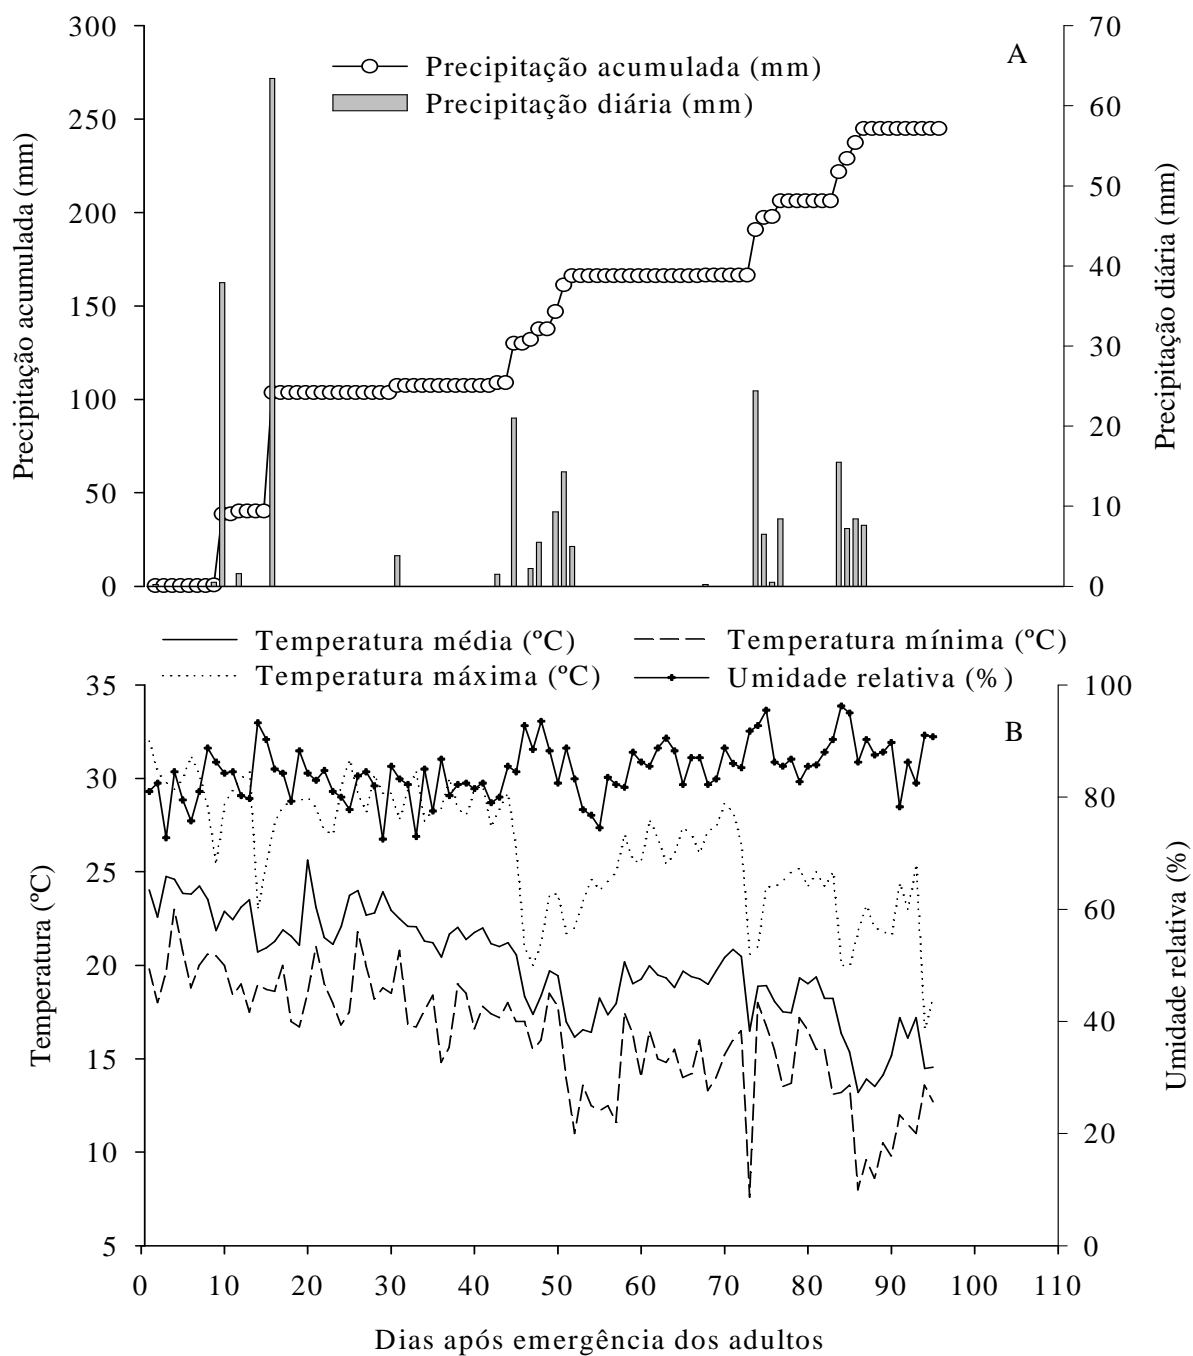 300
250
200
150
100
50
0
Precipitação acumulada (mm)
Precipitação acumulada (mm)
Precipitação diária (mm)
A
70
60
50
40
30
20
10
0
Precipitação diária (mm)
Temperatura média (ºC)
Temperatura mínima (ºC)
Temperatura máxima (ºC)
Umidade relativa (%)
B
35
30
25
20
15
10
5
Temperatura (ºC)
100
80
60
40
20
0
Umidade relativa (%)
0 10 20 30 40 50 60 70 80 90 100 110
Dias após emergência dos adultos